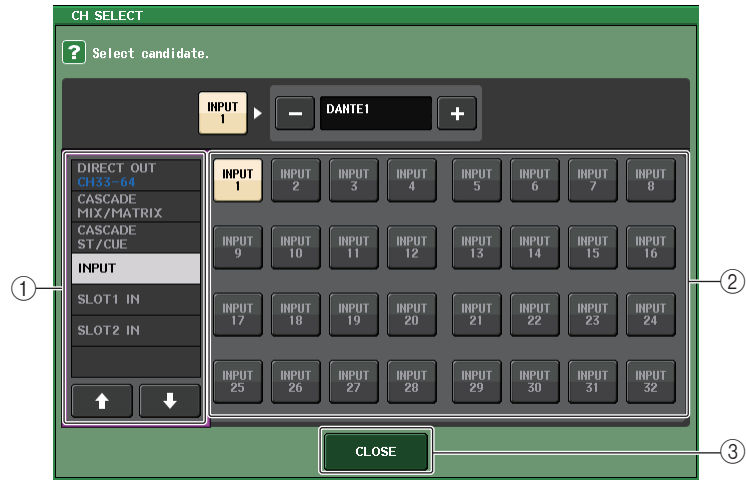 CH SELECT
? Select candidate.
INPUT
1
−
DANTE1
+
DIRECT OUT
CH33-64
CASCADE
MIX/MATRIX
CASCADE
ST/CUE
INPUT
SLOT1 IN
SLOT2 IN
INPUT 1
INPUT 2
INPUT 3
INPUT 4
INPUT 5
INPUT 6
INPUT 7
INPUT 8
INPUT 9
INPUT 10
INPUT 11
INPUT 12
INPUT 13
INPUT 14
INPUT 15
INPUT 16
INPUT 17
INPUT 18
INPUT 19
INPUT 20
INPUT 21
INPUT 22
INPUT 23
INPUT 24
INPUT 25
INPUT 26
INPUT 27
INPUT 28
INPUT 29
INPUT 30
INPUT 31
INPUT 32
CLOSE
1
2
3